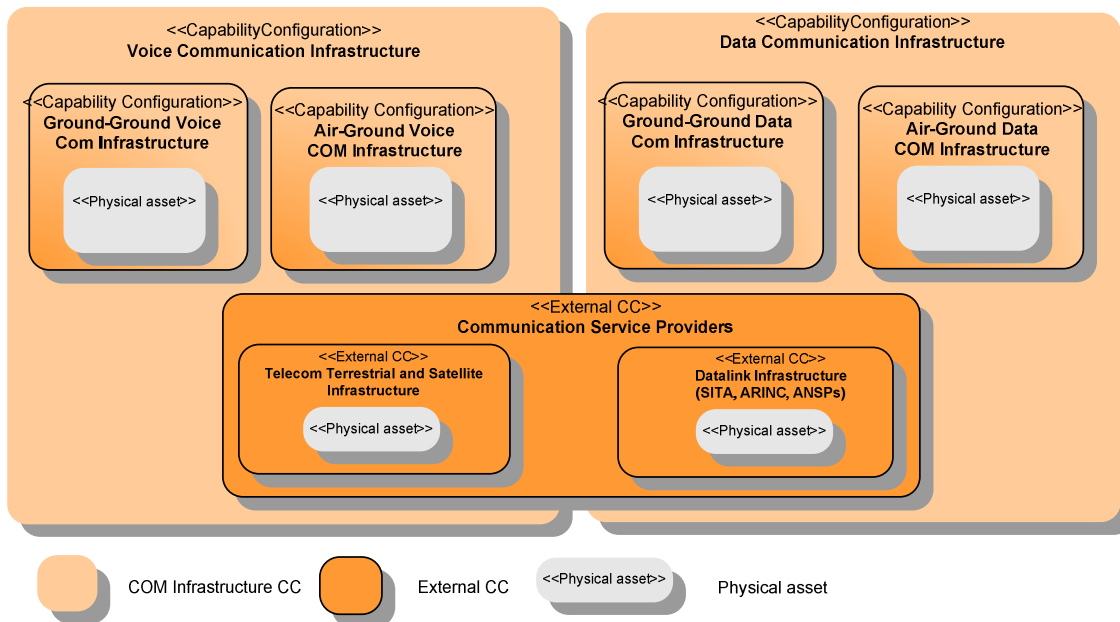 <<CapabilityConfiguration>>
Voice Communication Infrastructure
<<Capability Configuration>>
Ground-Ground Voice
Com Infrastructure
<<Physical asset>>
<<Capability Configuration>>
Air-Ground Voice
COM Infrastructure
<<Physical asset>>
<<CapabilityConfiguration>>
Data Communication Infrastructure
<<Capability Configuration>>
Ground-Ground Data
Com Infrastructure
<<Physical asset>>
<<Capability Configuration>>
Air-Ground Data
COM Infrastructure
<<Physical asset>>
<<External CC>>
Communication Service Providers
<<External CC>>
Telecom Terrestrial and Satellite
Infrastructure
<<Physical asset>>
<<External CC>>
Datalink Infrastructure
(SITA, ARINC, ANSPs)
<<Physical asset>>
COM Infrastructure CC
External CC
<<Physical asset>>
Physical asset